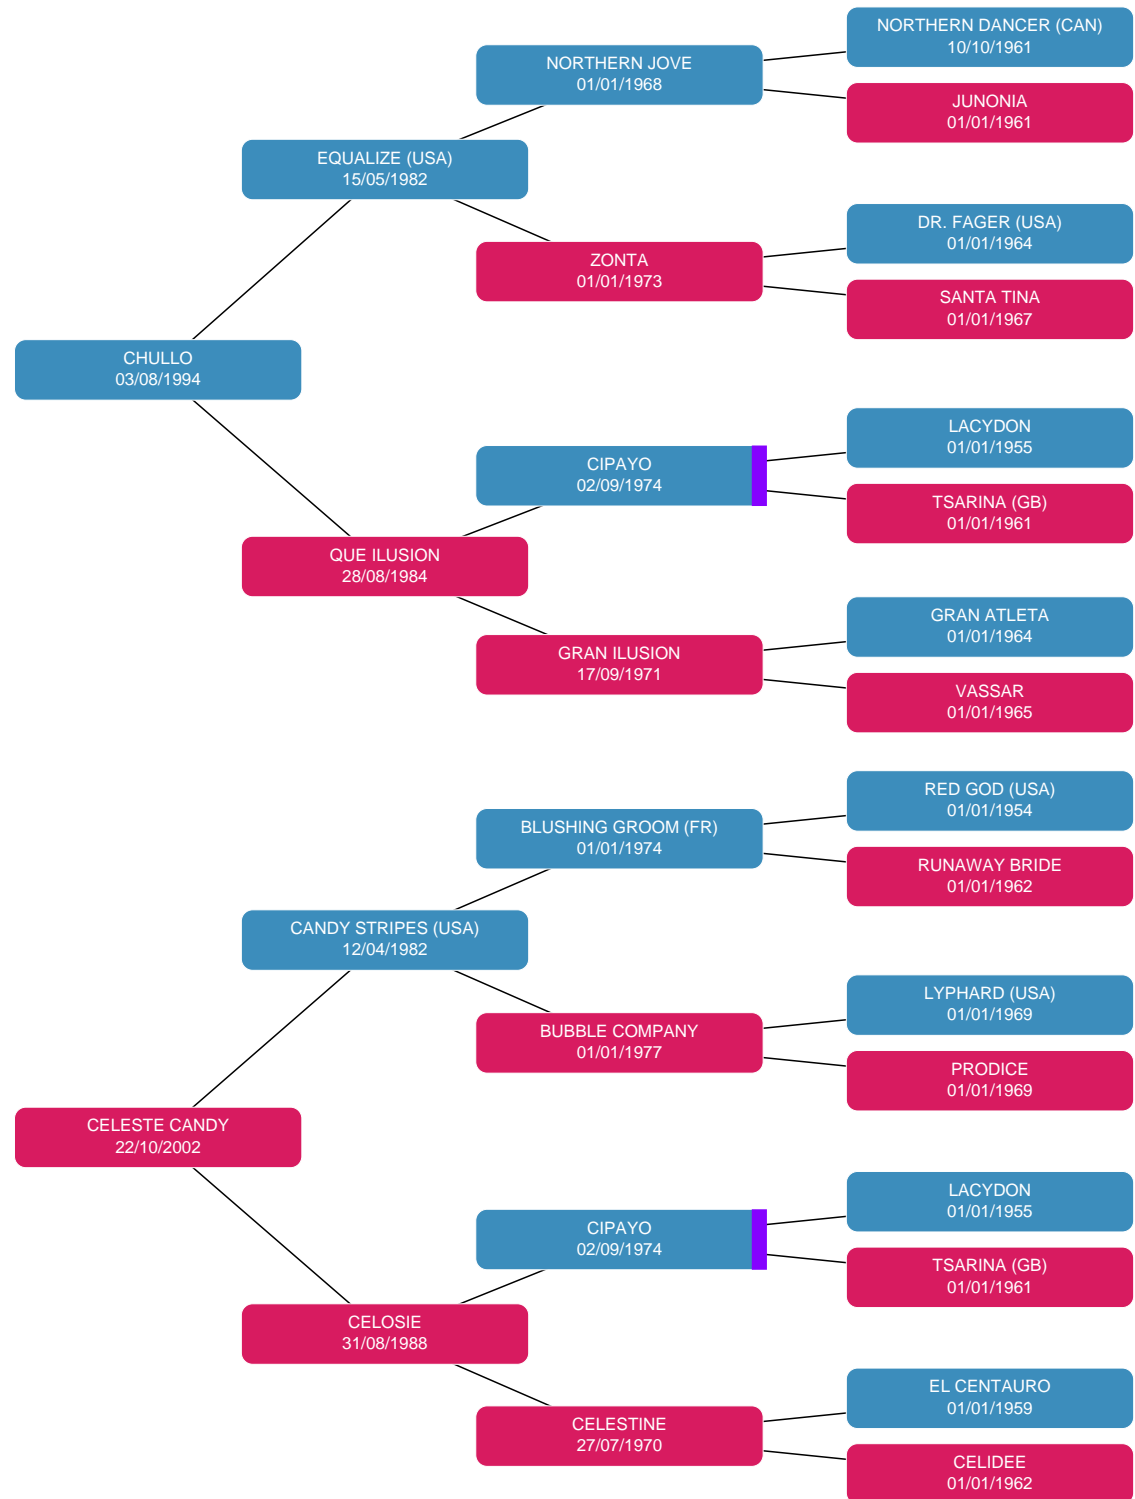 NORTHERN DANCER (CAN)
10/10/1961
NORTHERN JOVE
01/01/1968
JUNONIA
01/01/1961
EQUALIZE (USA)
15/05/1982
DR. FAGER (USA)
01/01/1964
ZONTA
01/01/1973
SANTA TINA
01/01/1967
CHULLO
03/08/1994
LACYDON
01/01/1955
CIPAYO
02/09/1974
TSARINA (GB)
01/01/1961
QUE ILUSION
28/08/1984
GRAN ATLETA
01/01/1964
GRAN ILUSION
17/09/1971
VASSAR
01/01/1965
RED GOD (USA)
01/01/1954
BLUSHING GROOM (FR)
01/01/1974
RUNAWAY BRIDE
01/01/1962
CANDY STRIPES (USA)
12/04/1982
LYPHARD (USA)
01/01/1969
BUBBLE COMPANY
01/01/1977
PRODICE
01/01/1969
CELESTE CANDY
22/10/2002
LACYDON
01/01/1955
CIPAYO
02/09/1974
TSARINA (GB)
01/01/1961
CELOSIE
31/08/1988
EL CENTAURO
01/01/1959
CELESTINE
27/07/1970
CELIDEE
01/01/1962